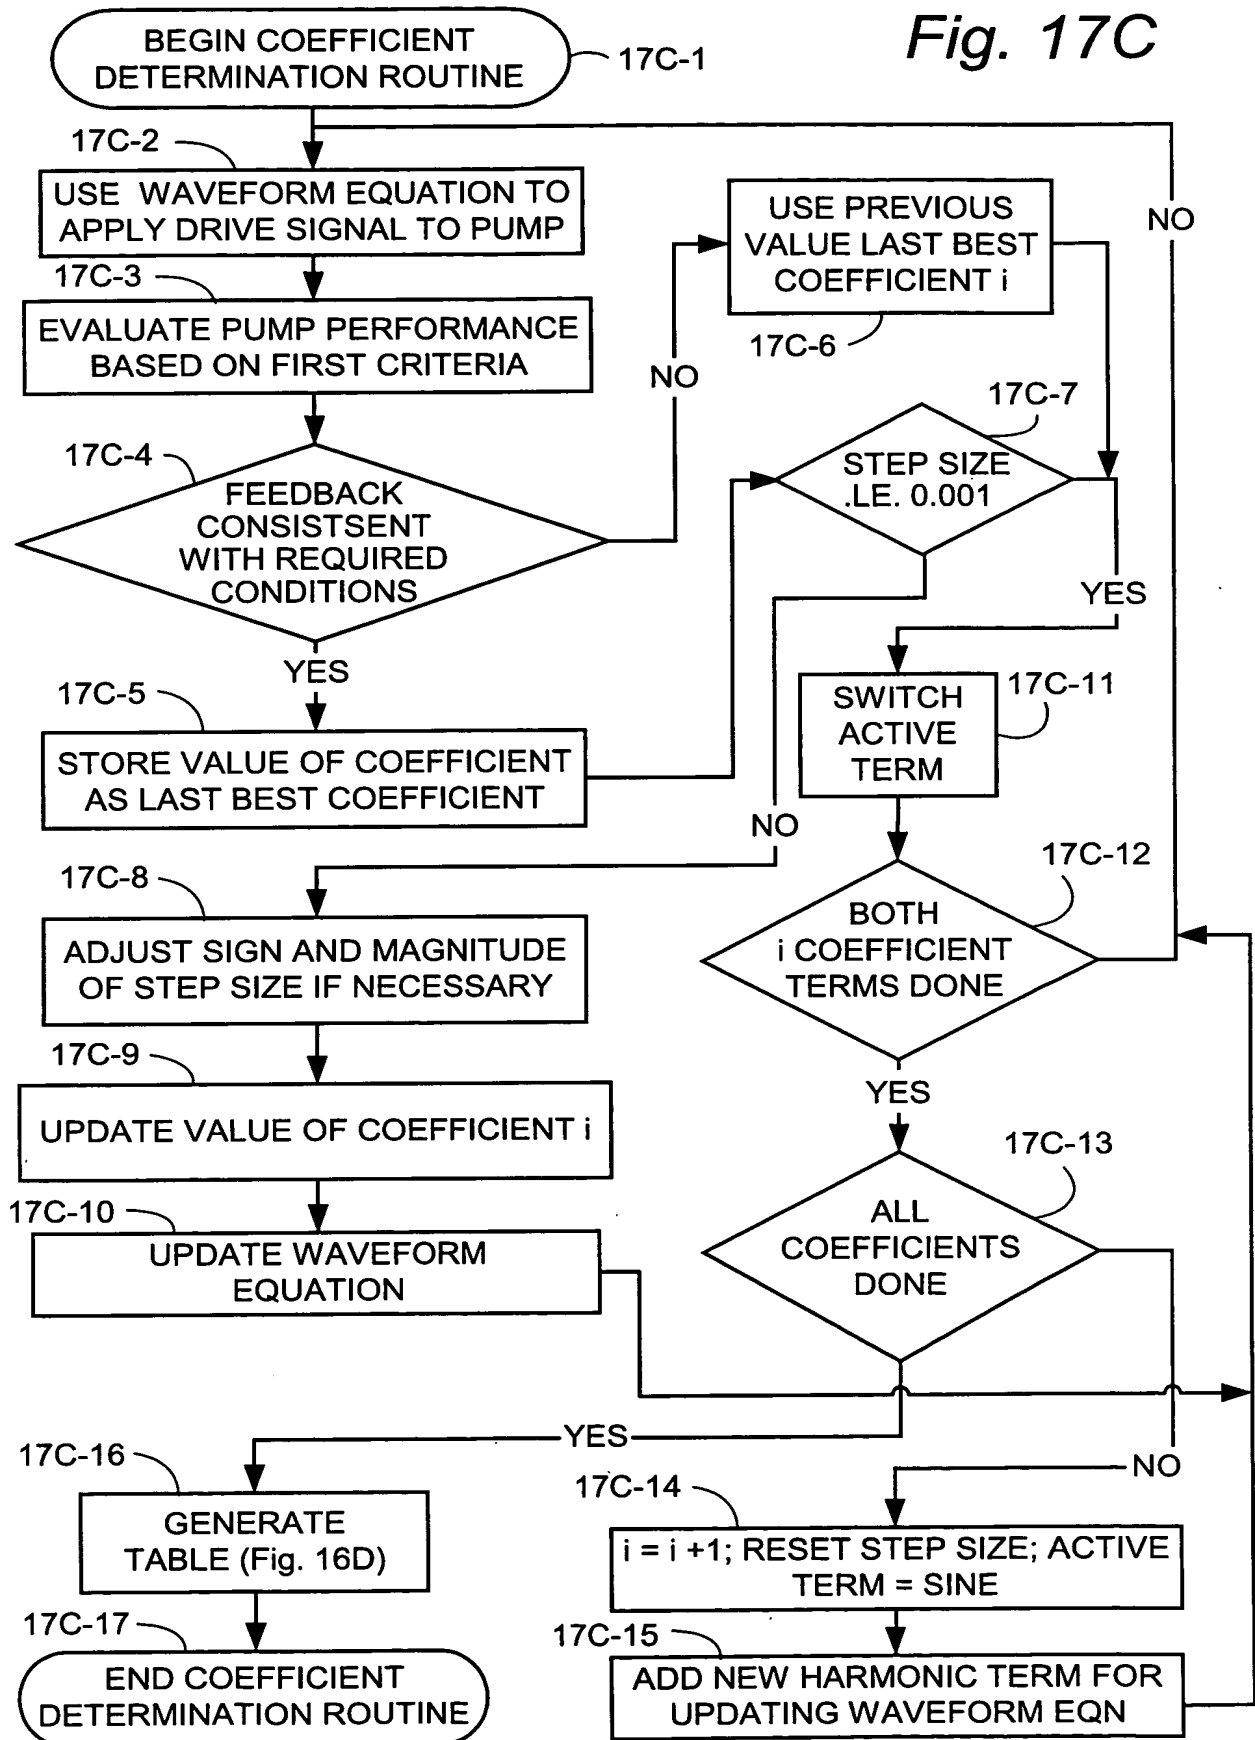 Fig. 17C
BEGIN COEFFICIENT
DETERMINATION ROUTINE
17C-1
17C-2
USE WAVEFORM EQUATION TO
APPLY DRIVE SIGNAL TO PUMP
17C-3
EVALUATE PUMP PERFORMANCE
BASED ON FIRST CRITERIA
17C-4
FEEDBACK
CONSISTSENT
WITH REQUIRED
CONDITIONS
NO
YES
17C-5
STORE VALUE OF COEFFICIENT
AS LAST BEST COEFFICIENT
USE PREVIOUS
VALUE LAST BEST
COEFFICIENT i
17C-6
NO
17C-7
STEP SIZE
.LE. 0.001
YES
NO
17C-8
ADJUST SIGN AND MAGNITUDE
OF STEP SIZE IF NECESSARY
17C-9
UPDATE VALUE OF COEFFICIENT i
17C-10
UPDATE WAVEFORM
EQUATION
17C-11
SWITCH
ACTIVE
TERM
17C-12
BOTH
i COEFFICIENT
TERMS DONE
YES
17C-13
ALL
COEFFICIENTS
DONE
YES
NO
17C-14
i = i +1; RESET STEP SIZE; ACTIVE
TERM = SINE
17C-15
ADD NEW HARMONIC TERM FOR
UPDATING WAVEFORM EQN
17C-16
GENERATE
TABLE (Fig. 16D)
17C-17
END COEFFICIENT
DETERMINATION ROUTINE